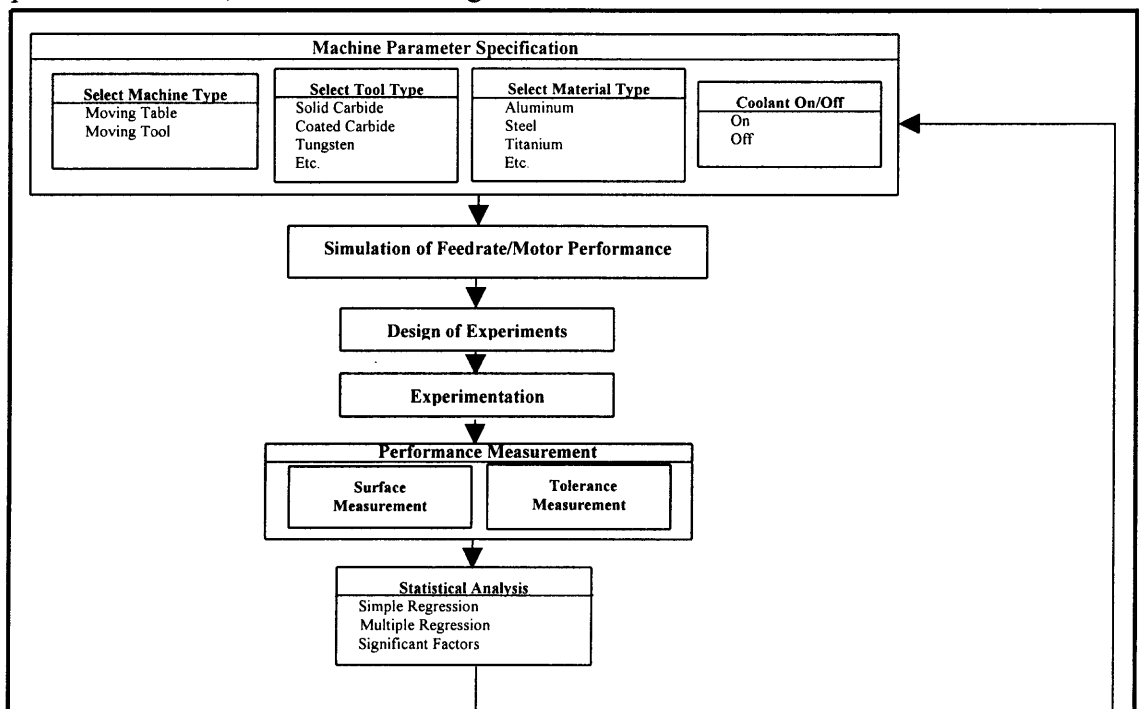 Machine Parameter Specification
Select Machine Type
Moving Table
Moving Tool
Select Tool Type
Solid Carbide
Coated Carbide
Tungsten
Etc.
Select Material Type
Aluminum
Steel
Titanium
Etc.
Coolant On/Off
On
Off
Simulation of Feedrate/Motor Performance
Design of Experiments
Experimentation
Performance Measurement
Surface
Measurement
Tolerance
Measurement
Statistical Analysis
Simple Regression
Multiple Regression
Significant Factors